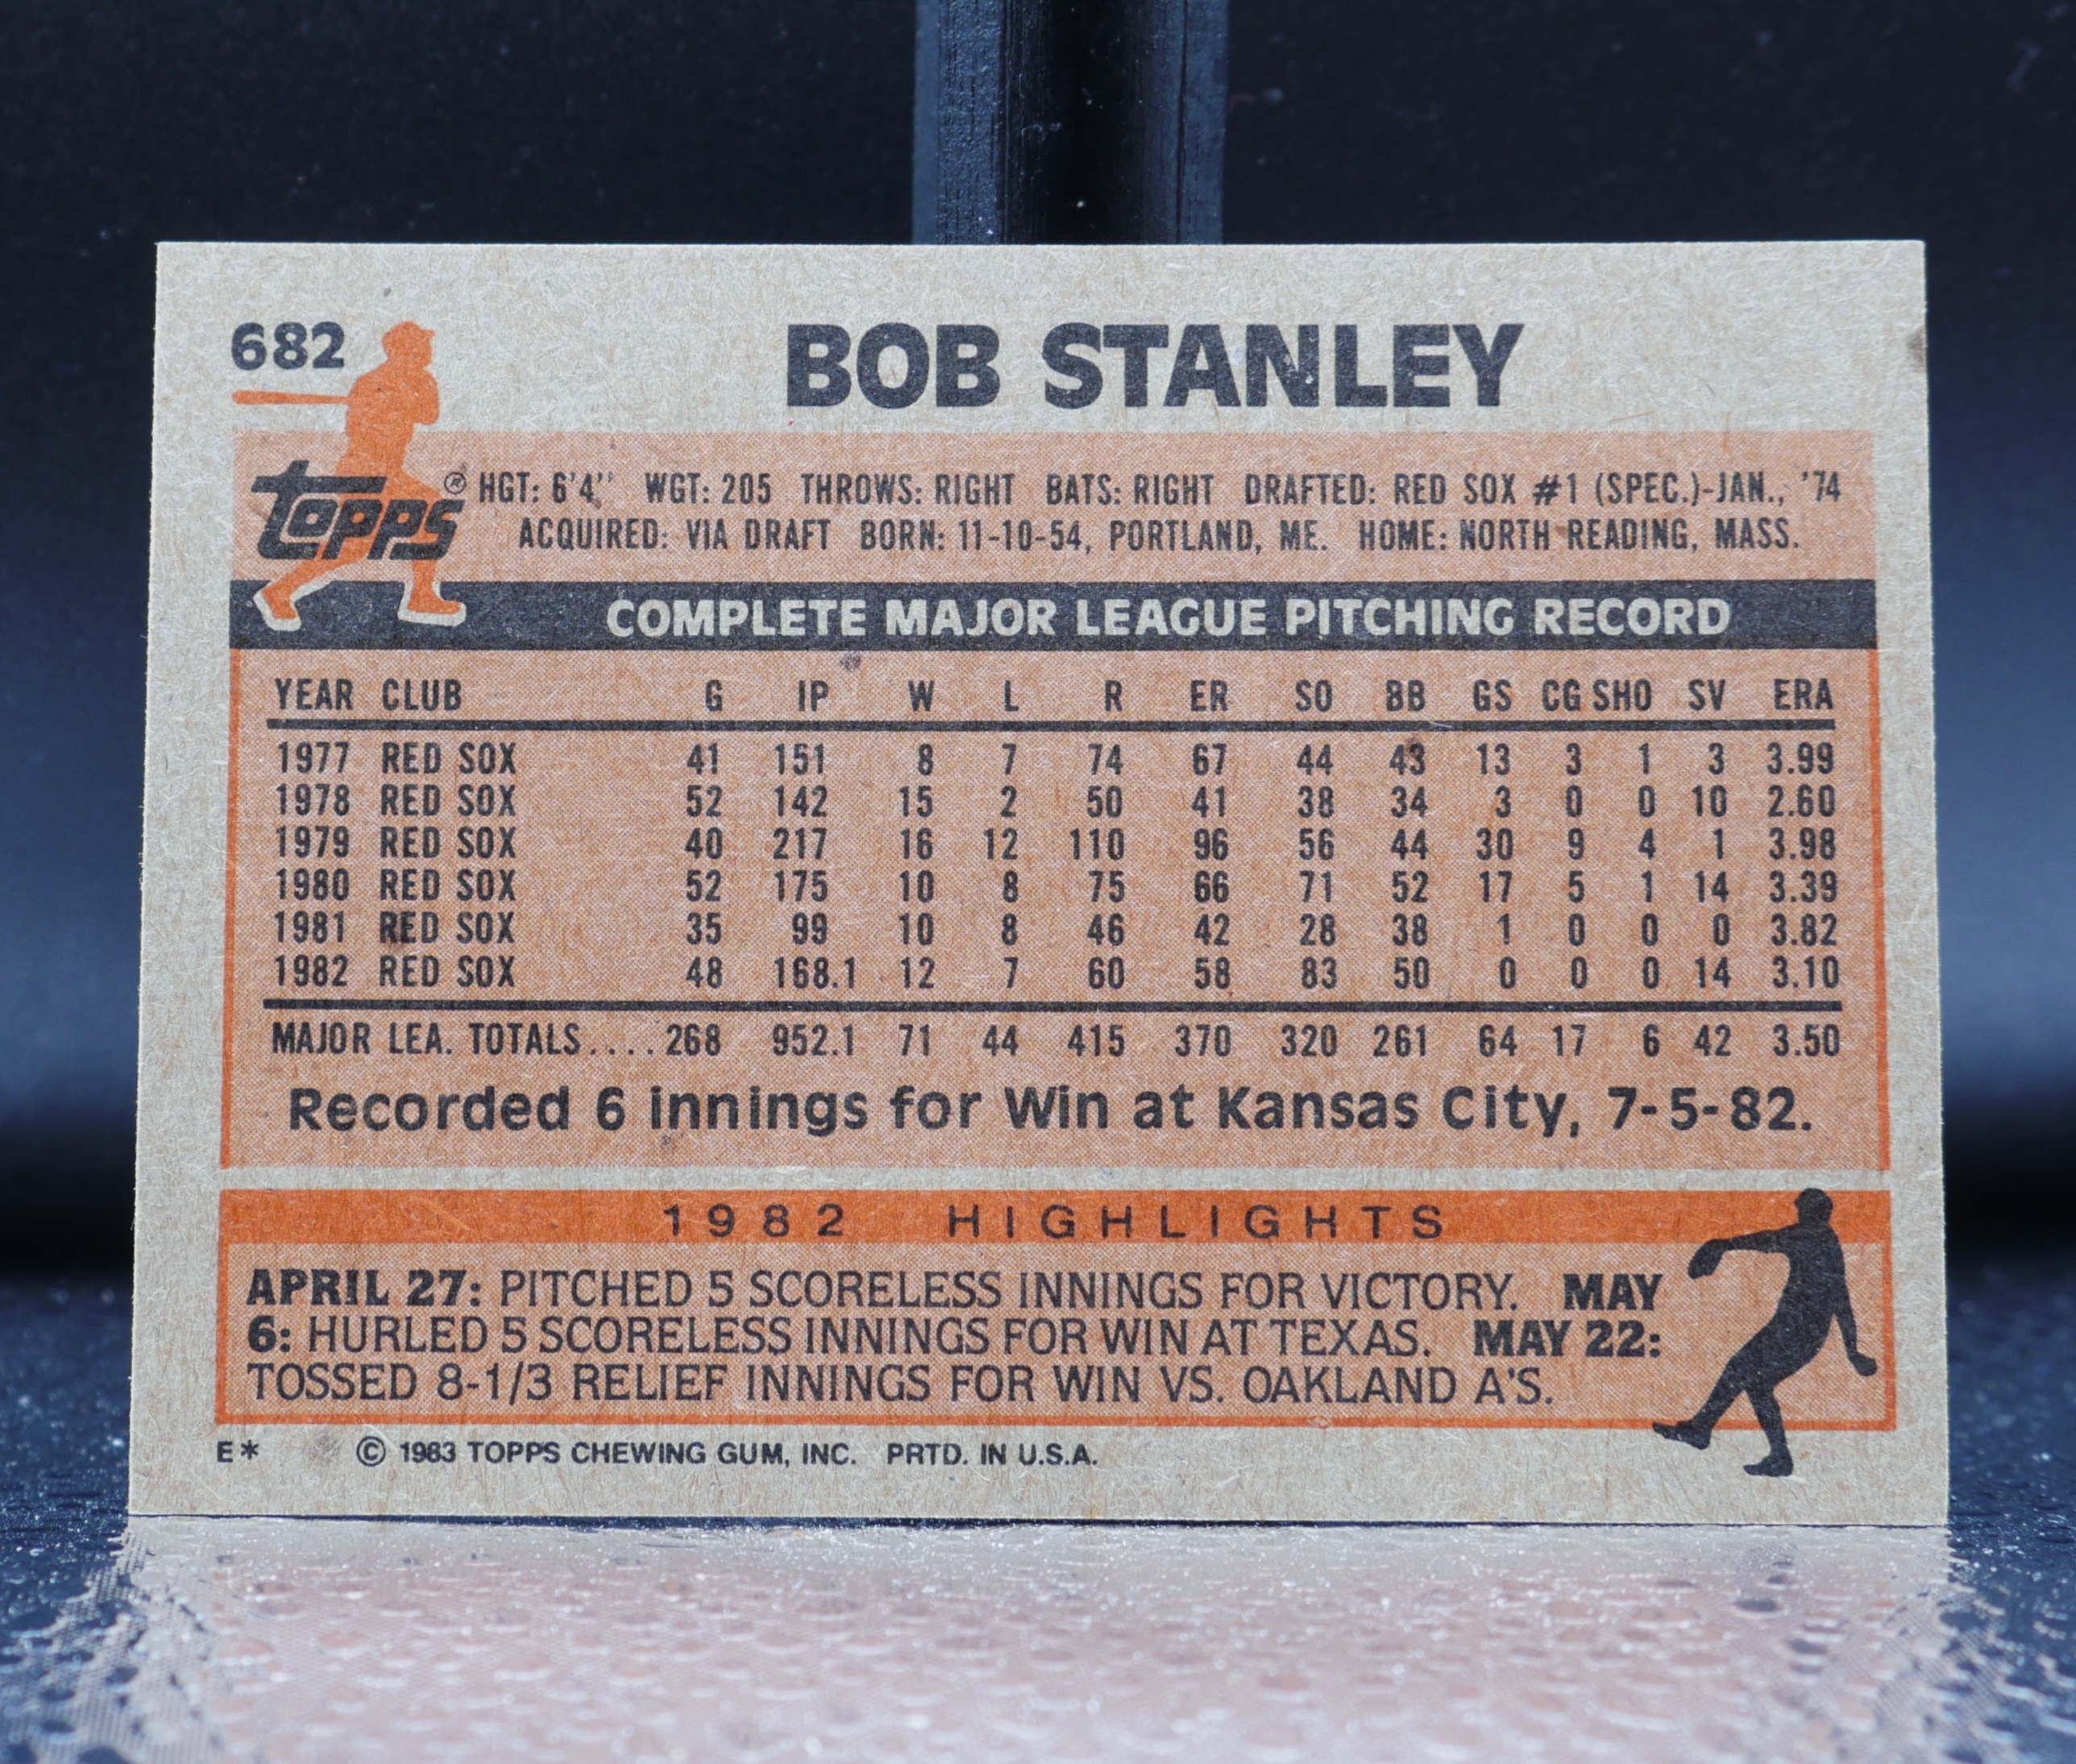 682
BOB STANLEY
topps®
HGT: 6'4" WGT: 205 THROWS: RIGHT BATS: RIGHT DRAFTED: RED SOX #1 (SPEC.)-JAN., '74
ACQUIRED: VIA DRAFT BORN: 11-10-54, PORTLAND, ME. HOME: NORTH READING, MASS.
COMPLETE MAJOR LEAGUE PITCHING RECORD
YEAR CLUB G IP W L R ER SO BB GS CG SHO SV ERA
1977 RED SOX 41 151 8 7 74 67 44 43 13 3 1 3 3.99
1978 RED SOX 52 142 15 2 50 41 38 34 3 0 0 10 2.60
1979 RED SOX 40 217 16 12 110 96 56 44 30 9 4 1 3.98
1980 RED SOX 52 175 10 8 75 66 71 52 17 5 1 14 3.39
1981 RED SOX 35 99 10 8 46 42 28 38 1 0 0 0 3.82
1982 RED SOX 48 168.1 12 7 60 58 83 50 0 0 0 14 3.10
MAJOR LEA. TOTALS.... 268 952.1 71 44 415 370 320 261 64 17 6 42 3.50
Recorded 6 innings for Win at Kansas City, 7-5-82.
1982 HIGHLIGHTS
APRIL 27: PITCHED 5 SCORELESS INNINGS FOR VICTORY. MAY
6: HURLED 5 SCORELESS INNINGS FOR WIN AT TEXAS. MAY 22:
TOSSED 8-1/3 RELIEF INNINGS FOR WIN VS. OAKLAND A'S.
E* © 1983 TOPPS CHEWING GUM, INC. PRTD. IN U.S.A.